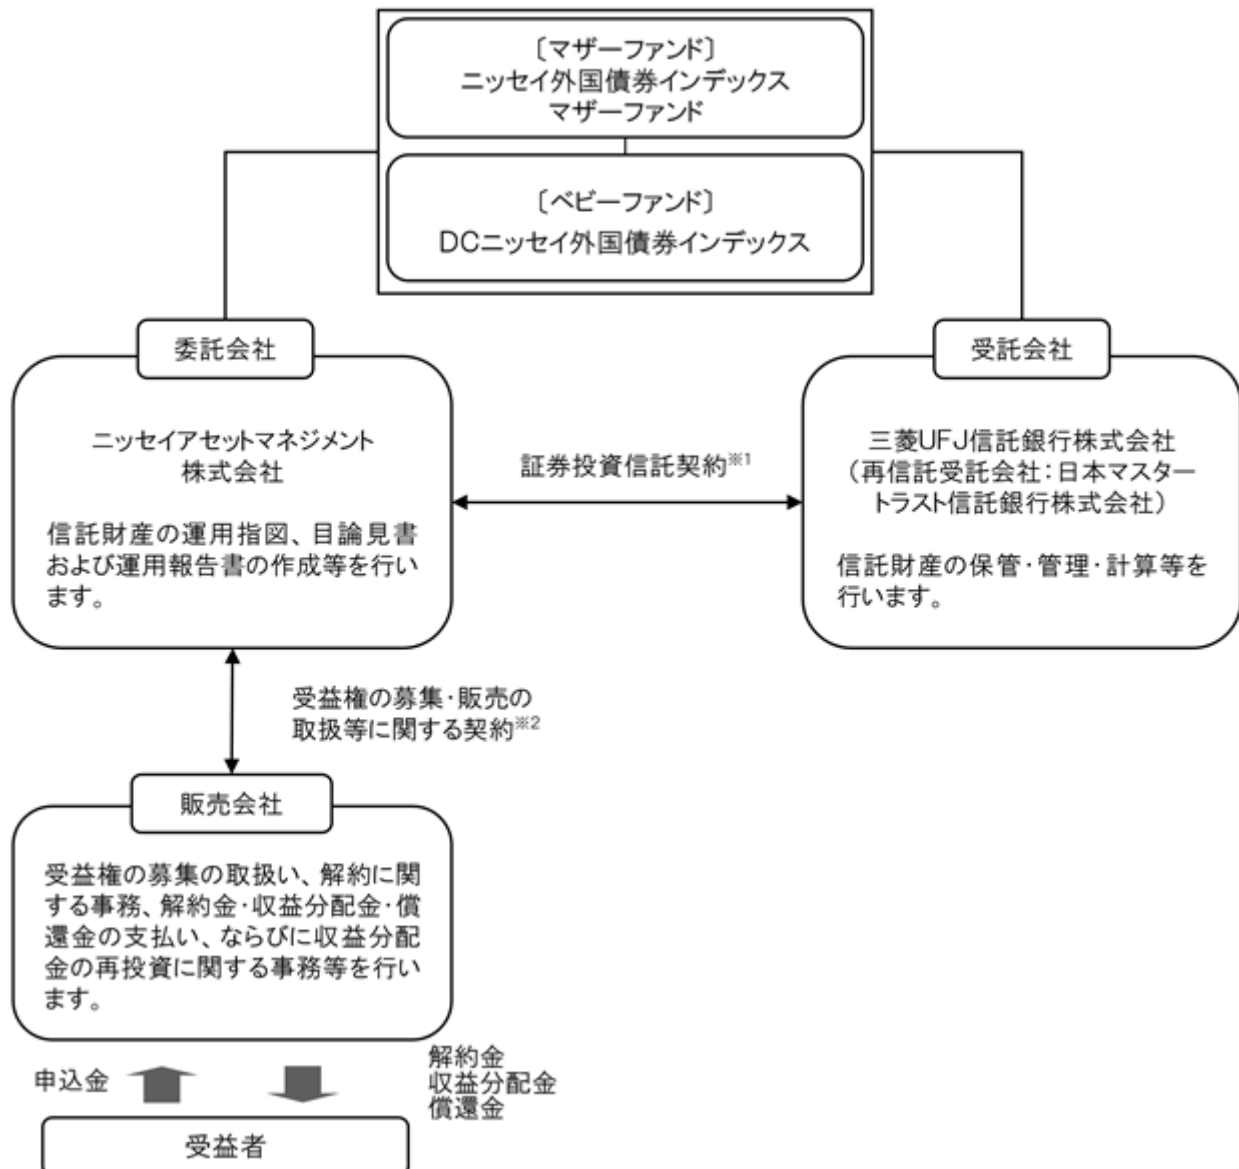 〔マザーファンド〕
ニッセイ外国債券インデックス
マザーファンド
〔ベビーファンド〕
DCニッセイ外国債券インデックス
委託会社
ニッセイアセットマネジメント
株式会社
信託財産の運用指図、目論見書
および運用報告書の作成等を行い
ます。
証券投資信託契約※1
受託会社
三菱UFJ信託銀行株式会社
(再信託受託会社:日本マスター
トラスト信託銀行株式会社)
信託財産の保管・管理・計算等を
行います。
受益権の募集・販売の
取扱等に関する契約※2
販売会社
受益権の募集の取扱い、解約に関
する事務、解約金・収益分配金・償
還金の支払い、ならびに収益分配
金の再投資に関する事務等を行い
ます。
申込金
解約金
収益分配金
償還金
受益者